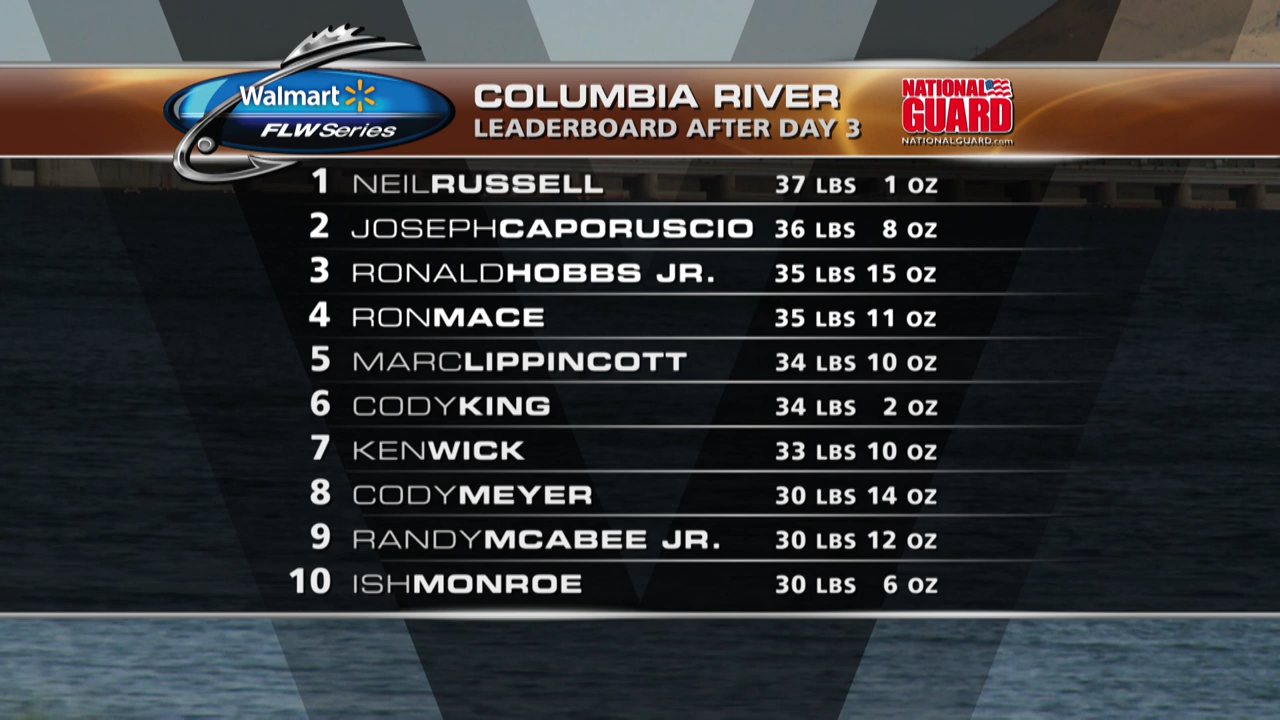 Walmart
FLW Series
COLUMBIA RIVER
LEADERBOARD AFTER DAY 3
NATIONAL
GUARD
NATIONALGUARD.com
1 NEILRUSSELL 37 LBS 1 OZ
2 JOSEPHCAPORUSCIO 36 LBS 8 OZ
3 RONALDHOBBS JR. 35 LBS 15 OZ
4 RONMACE 35 LBS 11 OZ
5 MARCLIPPINCOTT 34 LBS 10 OZ
6 CODYKING 34 LBS 2 OZ
7 KENWICK 33 LBS 10 OZ
8 CODYMEYER 30 LBS 14 OZ
9 RANDYMCABEE JR. 30 LBS 12 OZ
10 ISHMONROE 30 LBS 6 OZ